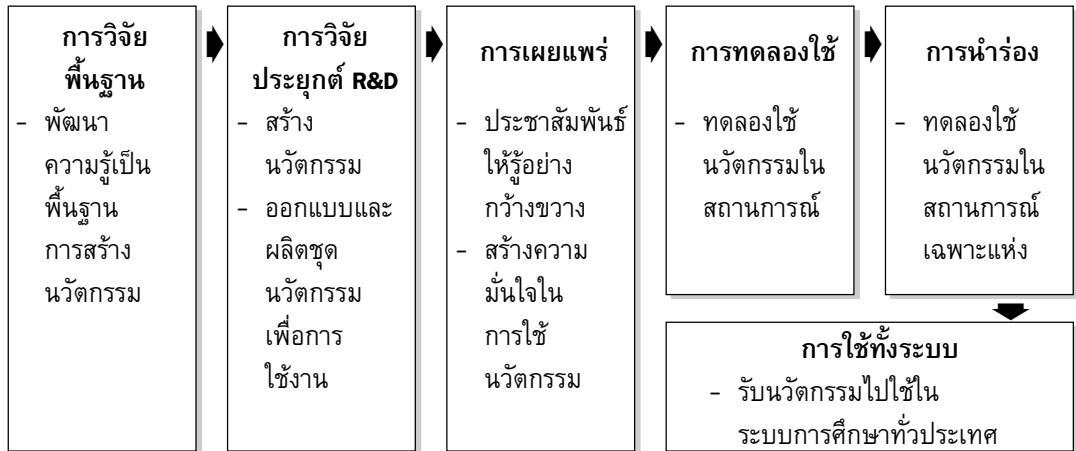 การวิจัย
พื้นฐาน
- พัฒนา
ความรู้เป็น
พื้นฐาน
การสร้าง
นวัตกรรม
การวิจัย
ประยุกต์ R&D
- สร้าง
นวัตกรรม
- ออกแบบและ
ผลิตชุด
นวัตกรรม
เพื่อการ
ใช้งาน
การเผยแพร่
- ประชาสัมพันธ์
ให้รู้อย่าง
กว้างขวาง
- สร้างความ
มั่นใจใน
การใช้
นวัตกรรม
การทดลองใช้
- ทดลองใช้
นวัตกรรมใน
สถานการณ์
การนำร่อง
- ทดลองใช้
นวัตกรรมใน
สถานการณ์
เฉพาะแห่ง
การใช้ทั้งระบบ
- รับนวัตกรรมไปใช้ใน
ระบบการศึกษาทั่วประเทศ